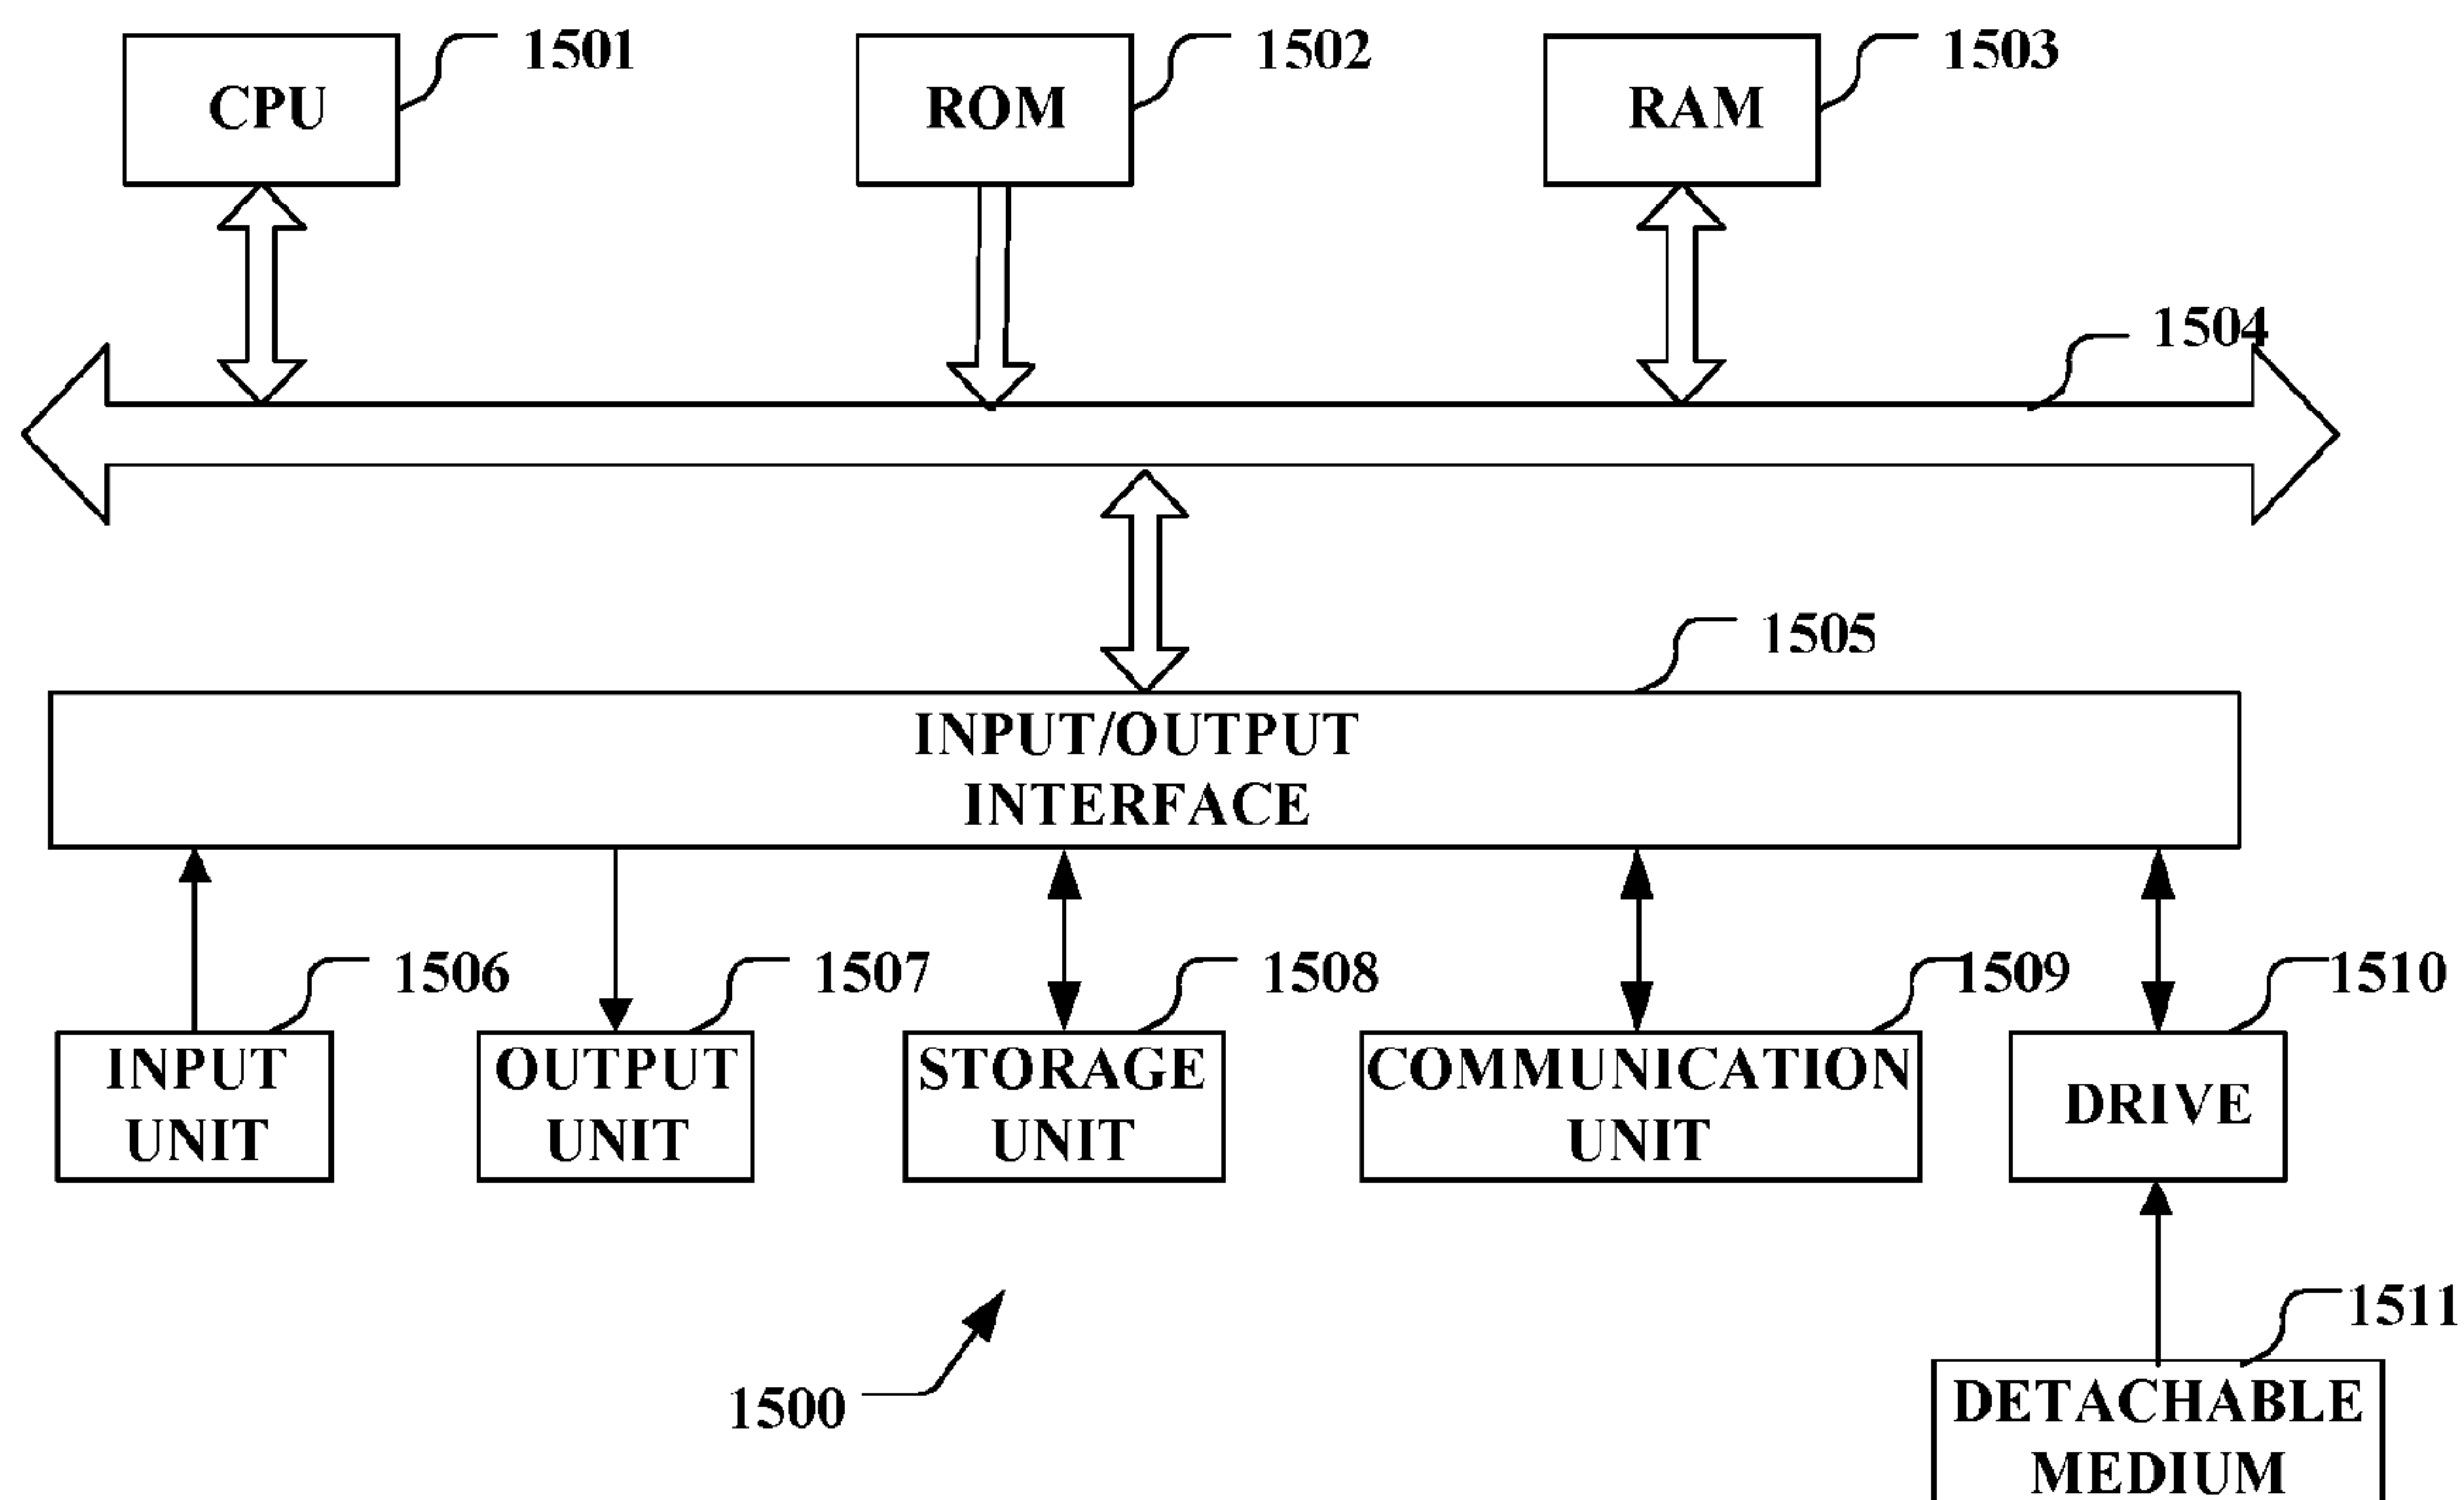 CPU
1501
ROM
1502
RAM
1503
1504
1505
INPUT/OUTPUT
INTERFACE
1506
1507
1508
1509
1510
INPUT
UNIT
OUTPUT
UNIT
STORAGE
UNIT
COMMUNICATION
UNIT
DRIVE
1511
1500
DETACHABLE
MEDIUM